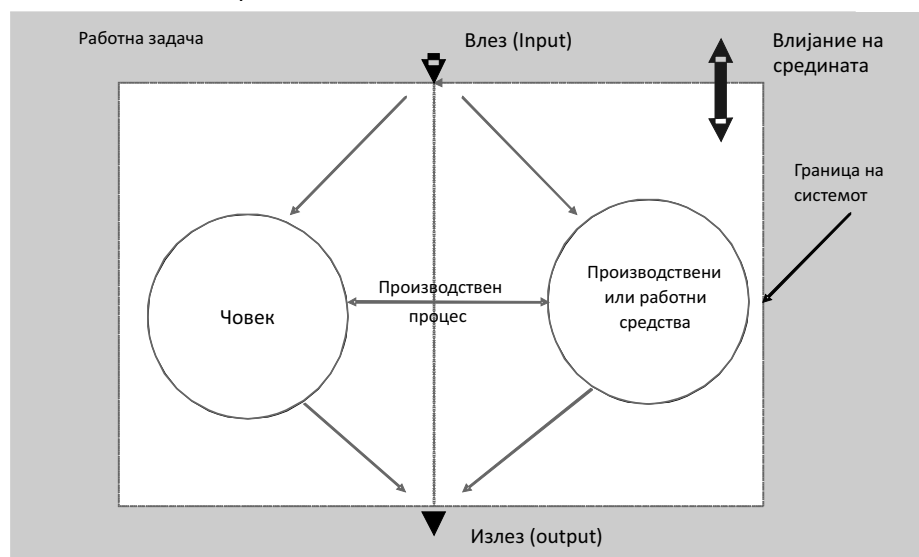 Работна задача
Влез (Input)
Влијание на
средината
Граница на
системот
Производствен
процес
Човек
Производствени
или работни
средства
Излез (output)